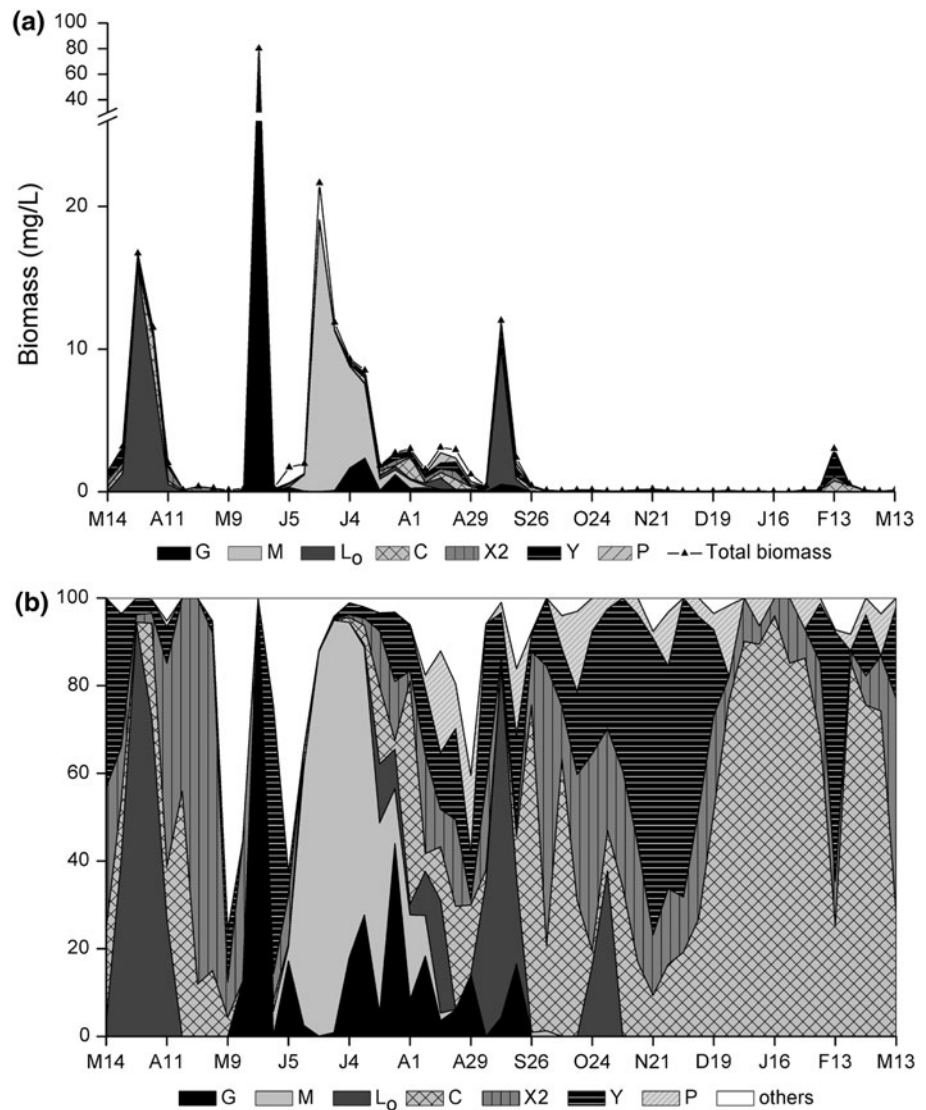 (a)
100
80
60
40
20
10
0
Biomass (mg/L)
M14 A11 M9 J5 J4 A1 A29 S26 O24 N21 D19 J16 F13 M13
G M Lo C X2 Y P Total biomass
(b)
100
80
60
40
20
0
M14 A11 M9 J5 J4 A1 A29 S26 O24 N21 D19 J16 F13 M13
G M Lo C X2 Y P others